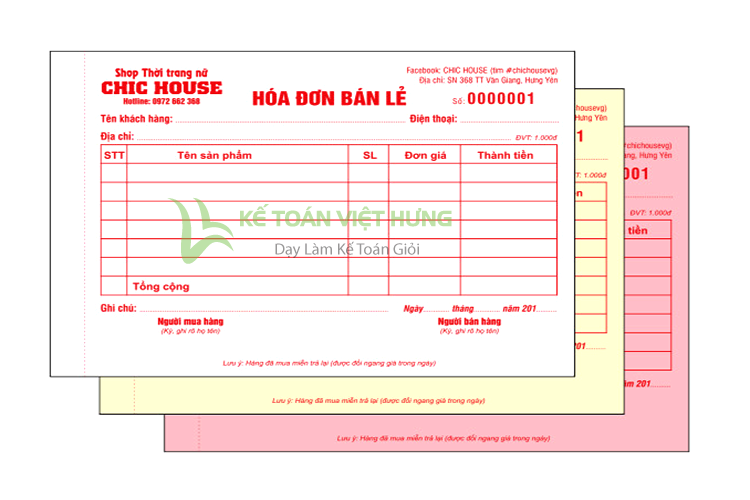 Shop Thời trang nữ
CHIC HOUSE
Hotline: 0972 662 368
HÓA ĐƠN BÁN LẺ
Facebook: CHIC HOUSE (tìm #chichousevg)
Địa chỉ: SN 368 TT Văn Giang, Hưng Yên
Số: 0000001
Tên khách hàng: Điện thoại:
Địa chỉ: ĐVT: 1.000đ
STT Tên sản phẩm SL Đơn giá Thành tiền
KẾ TOÁN VIỆT HƯNG
Dạy Làm Kế Toán Giỏi
Tổng cộng
Ghi chú: Ngày tháng năm 201
Người mua hàng Người bán hàng
(Ký, ghi rõ họ tên) (Ký, ghi rõ họ tên)
Lưu ý: Hàng đã mua miễn trả lại (được đổi ngang giá trong ngày)
Hưng Yên
1
1.000đ
201
Lưu ý: Hàng đã mua miễn trả lại (được đổi ngang giá trong ngày)
#chichousevg)
Hưng Yên
001
ĐVT: 1.000đ
tiền
201
Lưu ý: Hàng đã mua miễn trả lại (được đổi ngang giá trong ngày)